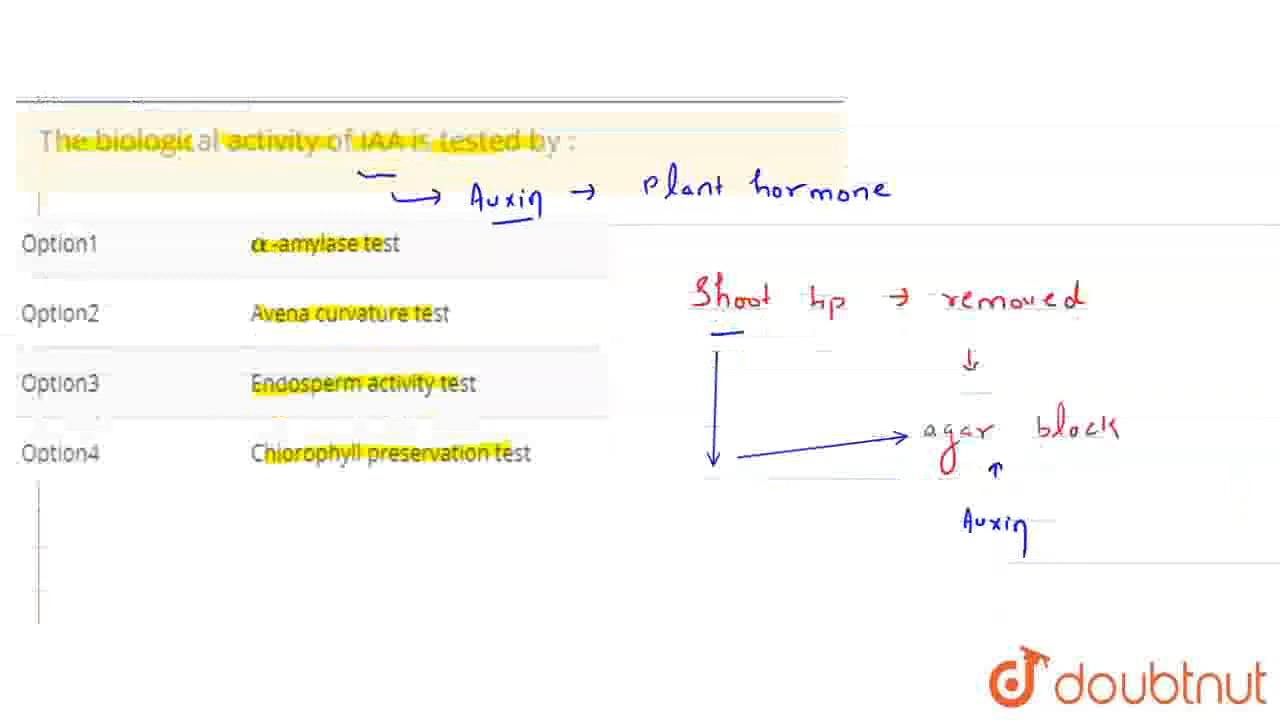 The biological activity of IAA is tested by :
Auxin → Plant hormone
Option1 α-amylase test
Shoot tip → removed
Option2 Avena curvature test
Option3 Endosperm activity test
agar block
Option4 Chlorophyll preservation test
Auxin
doubtnut